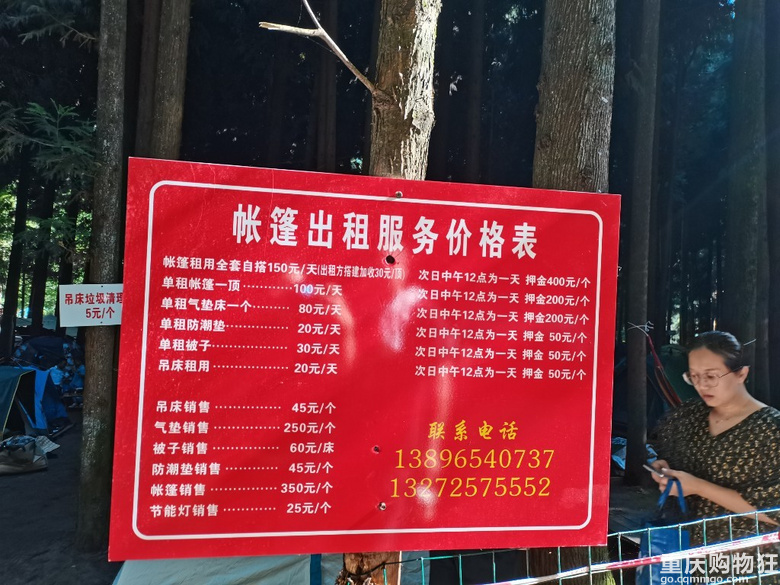 帐篷出租服务价格表
帐篷租用全套自搭150元/天(出租方搭建加收30元/顶) 次日中午12点为一天 押金400元/个
单租帐篷一顶············100元/天 次日中午12点为一天 押金200元/个
单租气垫床一个········80元/天 次日中午12点为一天 押金200元/个
单租防潮垫··············20元/天 次日中午12点为一天 押金 50元/个
单租被子·················30元/天 次日中午12点为一天 押金 50元/个
吊床租用·················20元/天 次日中午12点为一天 押金 50元/个
吊床销售··············45元/个
气垫销售··············250元/个
被子销售··············60元/床
防潮垫销售············45元/个
帐篷销售··············350元/个
节能灯销售············25元/个
联系电话
13896540737
13272575552
吊床垃圾清理
5元/个
重庆购物狂
go.cqmmgo.com